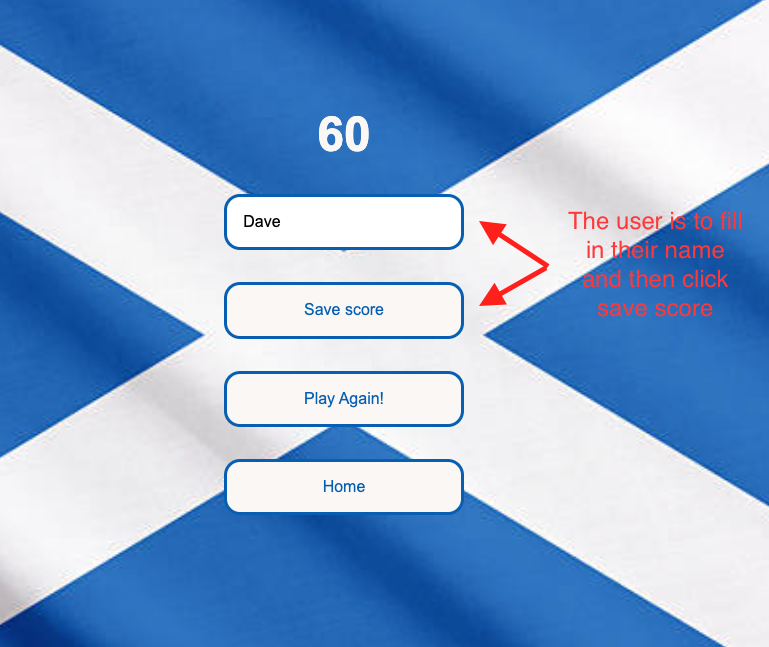 60
Dave
Save score
Play Again!
Home
The user is to fill
in their name
and then click
save score